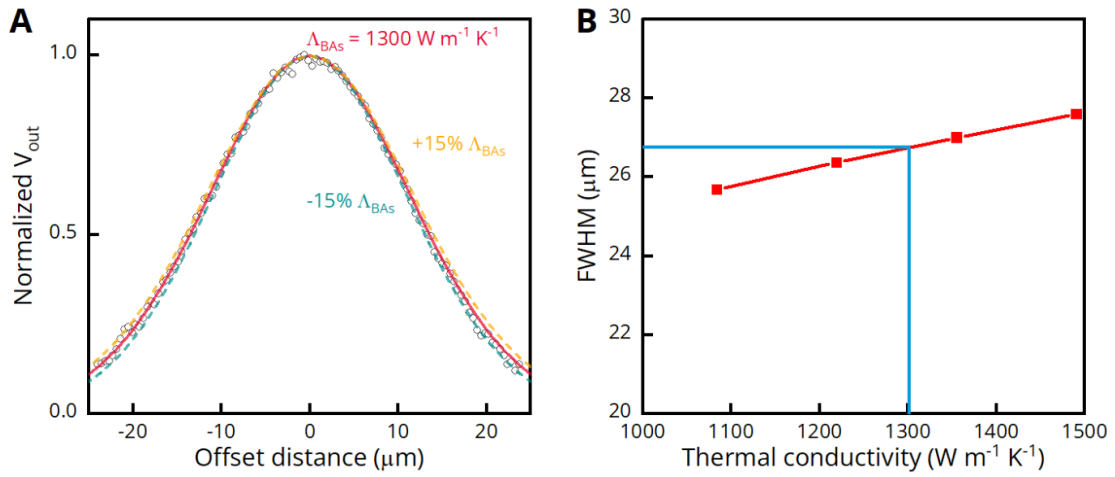 A
Λ_BAs = 1300 W m⁻¹ K⁻¹
+15% Λ_BAs
-15% Λ_BAs
1.0
0.5
0.0
Normalized V_out
-20 -10 0 10 20
Offset distance (μm)
B
30
28
26
24
22
20
FWHM (μm)
1000 1100 1200 1300 1400 1500
Thermal conductivity (W m⁻¹ K⁻¹)